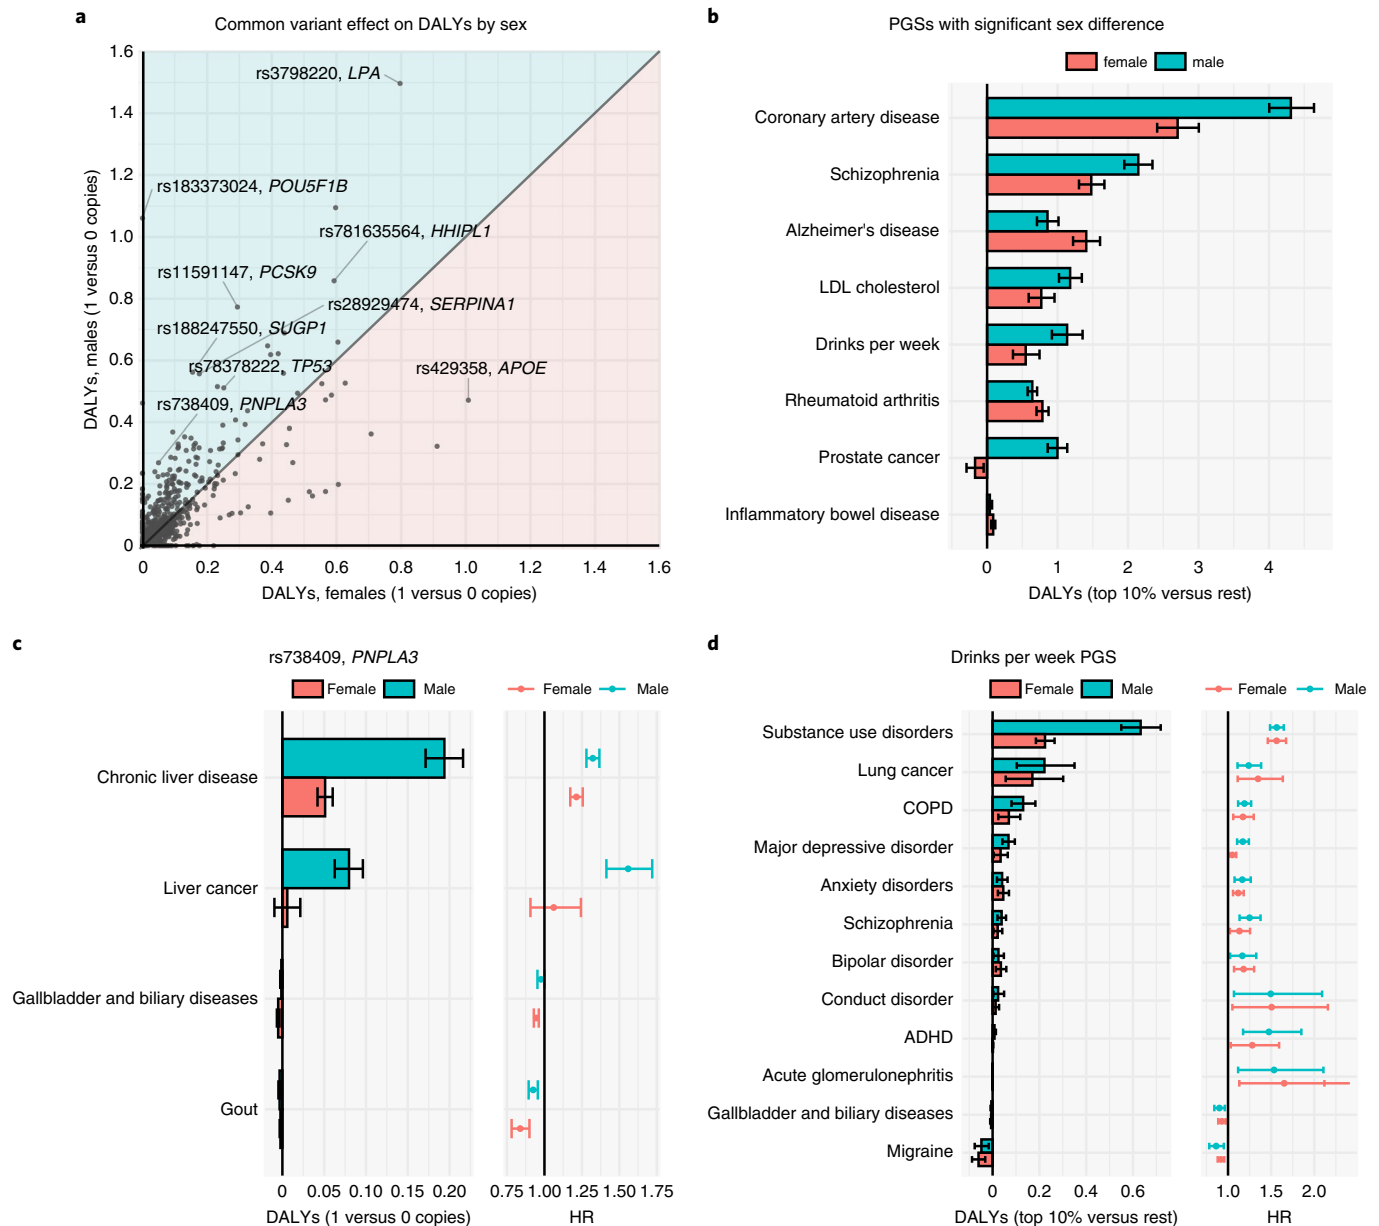 a
Common variant effect on DALYs by sex
DALYs, males (1 versus 0 copies)
1.6
1.4
1.2
1.0
0.8
0.6
0.4
0.2
0
rs3798220, LPA
rs183373024, POU5F1B
rs781635564, HHIPL1
rs11591147, PCSK9
rs28929474, SERPINA1
rs188247550, SUGP1
rs78378222, TP53
rs429358, APOE
rs738409, PNPLA3
0 0.2 0.4 0.6 0.8 1.0 1.2 1.4 1.6
DALYs, females (1 versus 0 copies)
b
PGSs with significant sex difference
female male
Coronary artery disease
Schizophrenia
Alzheimer's disease
LDL cholesterol
Drinks per week
Rheumatoid arthritis
Prostate cancer
Inflammatory bowel disease
0 1 2 3 4
DALYs (top 10% versus rest)
c
rs738409, PNPLA3
Female Male Female Male
Chronic liver disease
Liver cancer
Gallbladder and biliary diseases
Gout
0 0.05 0.10 0.15 0.20 0.75 1.00 1.25 1.50 1.75
DALYs (1 versus 0 copies) HR
d
Drinks per week PGS
Female Male Female Male
Substance use disorders
Lung cancer
COPD
Major depressive disorder
Anxiety disorders
Schizophrenia
Bipolar disorder
Conduct disorder
ADHD
Acute glomerulonephritis
Gallbladder and biliary diseases
Migraine
0 0.2 0.4 0.6 1.0 1.5 2.0
DALYs (top 10% versus rest) HR